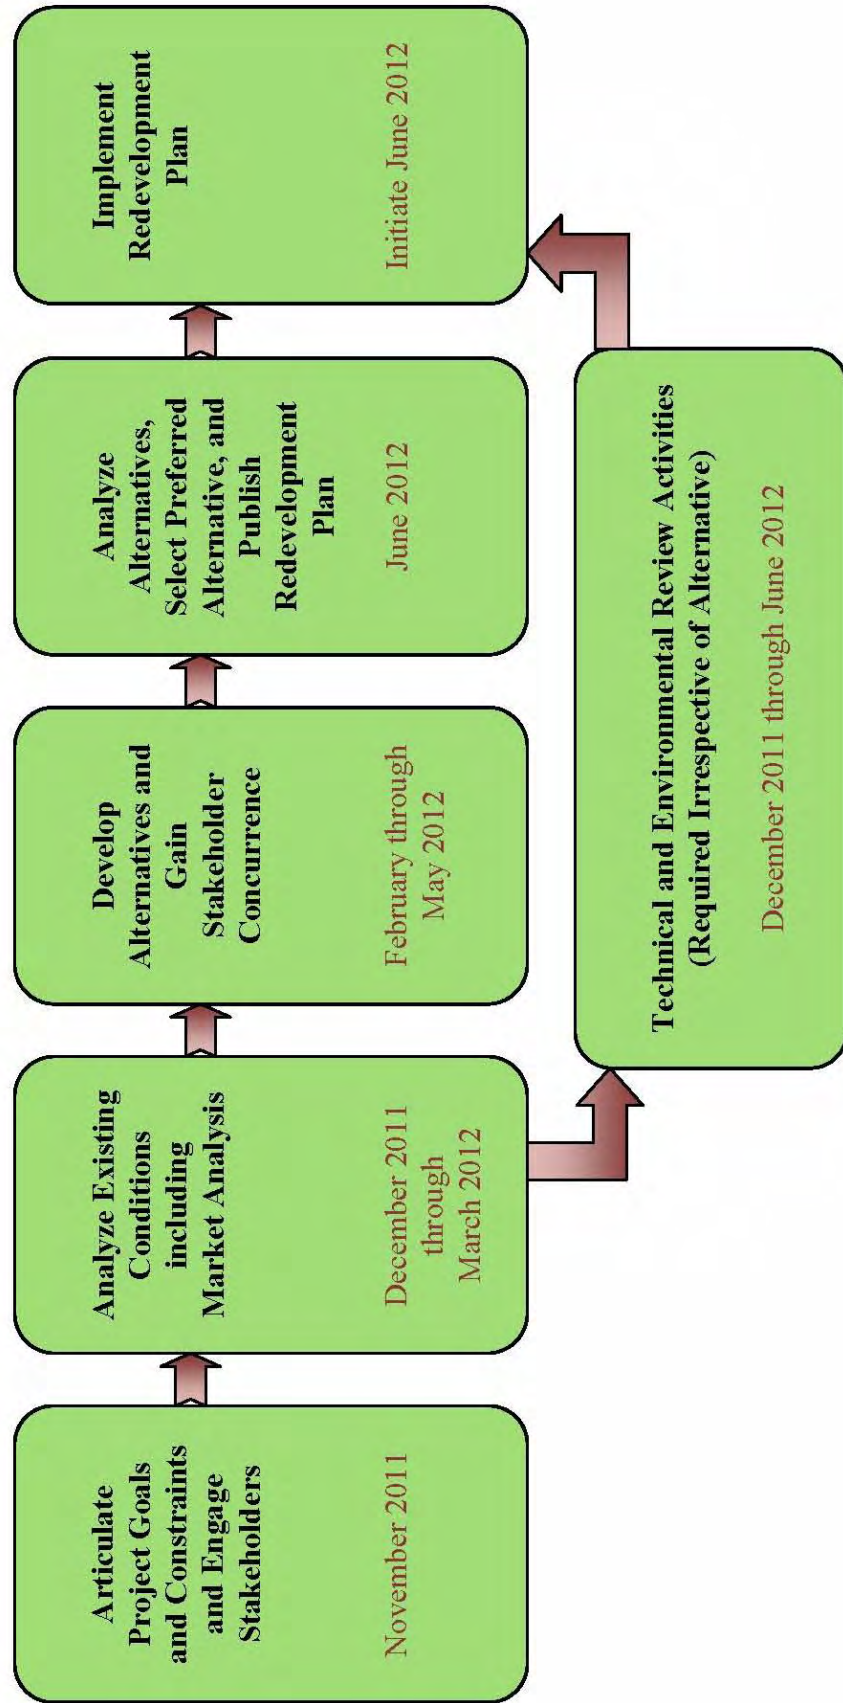 Articulate
Project Goals
and Constraints
and Engage
Stakeholders
November 2011
Analyze Existing
Conditions
including
Market Analysis
December 2011
through
March 2012
Develop
Alternatives and
Gain
Stakeholder
Concurrence
February through
May 2012
Analyze
Alternatives,
Select Preferred
Alternative, and
Publish
Redevelopment
Plan
June 2012
Implement
Redevelopment
Plan
Initiate June 2012
Technical and Environmental Review Activities
(Required Irrespective of Alternative)
December 2011 through June 2012